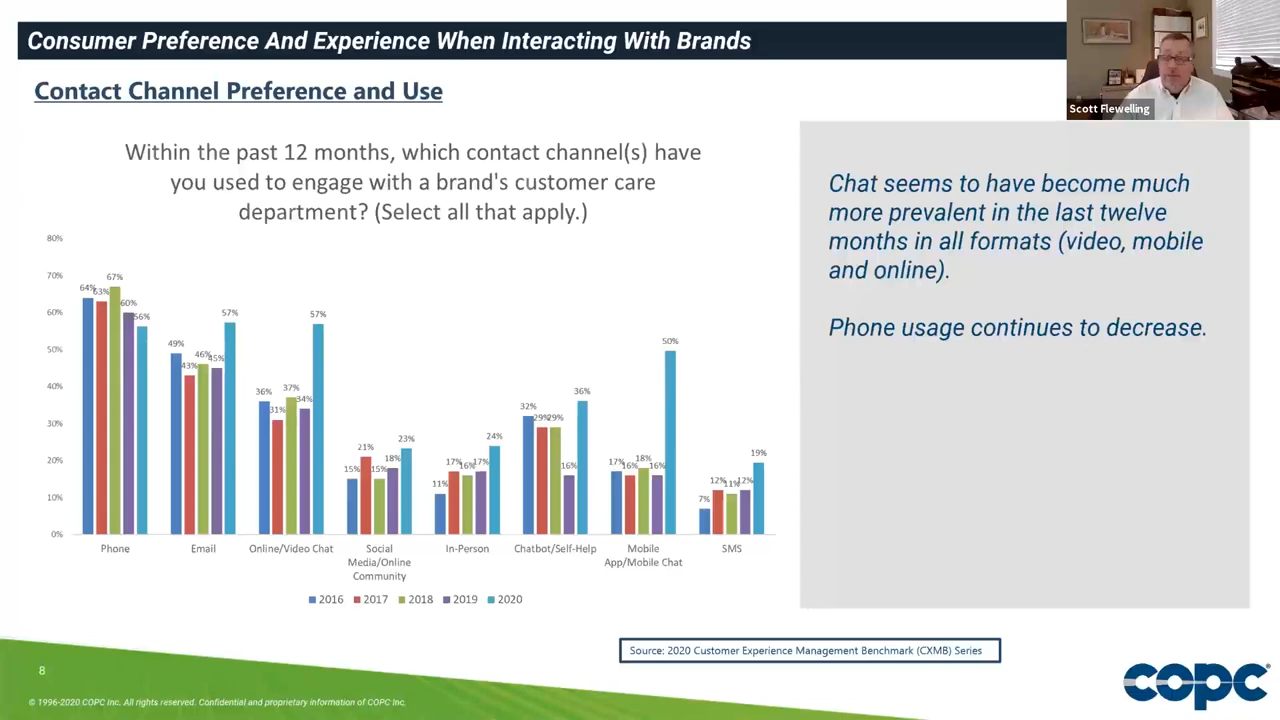 Consumer Preference And Experience When Interacting With Brands
Scott Flewelling
Contact Channel Preference and Use
Within the past 12 months, which contact channel(s) have
you used to engage with a brand's customer care
department? (Select all that apply.)
80%
70%
60%
50%
40%
30%
20%
10%
0%
64% 63% 67% 60% 56%
49% 43% 46% 45% 57%
36% 31% 37% 34% 57%
15% 21% 15% 18% 23%
11% 17% 16% 17% 24%
32% 29% 29% 16% 36%
17% 16% 18% 16% 50%
7% 12% 11% 12% 19%
Phone
Email
Online/Video Chat
Social
Media/Online
Community
In-Person
Chatbot/Self-Help
Mobile
App/Mobile Chat
SMS
2016 2017 2018 2019 2020
Chat seems to have become much
more prevalent in the last twelve
months in all formats (video, mobile
and online).
Phone usage continues to decrease.
Source: 2020 Customer Experience Management Benchmark (CXMB) Series
8
© 1996-2020 COPC Inc. All rights reserved. Confidential and proprietary information of COPC Inc.
copc®